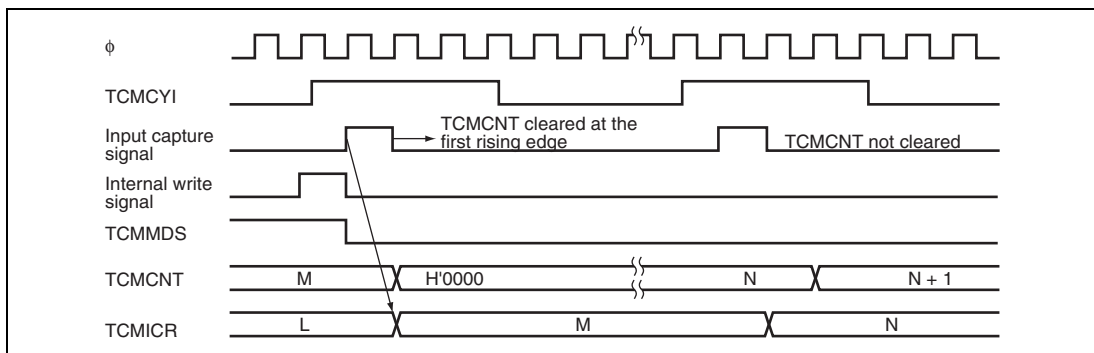 φ
TCMCYI
Input capture
signal
TCMCNT cleared at the
first rising edge
TCMCNT not cleared
Internal write
signal
TCMMDS
TCMCNT
M
H'0000
N
N + 1
TCMICR
L
M
N